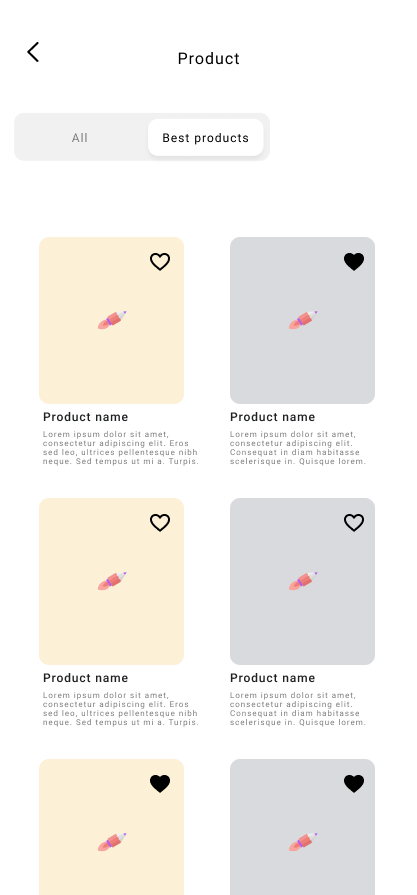 Product
All
Best products
Product name
Lorem ipsum dolor sit amet,
consectetur adipiscing elit. Eros
sed leo, ultrices pellentesque nibh
neque. Sed tempus ut mi a. Turpis.
Product name
Lorem ipsum dolor sit amet,
consectetur adipiscing elit.
Consequat in diam habitasse
scelerisque in. Quisque lorem.
Product name
Lorem ipsum dolor sit amet,
consectetur adipiscing elit. Eros
sed leo, ultrices pellentesque nibh
neque. Sed tempus ut mi a. Turpis.
Product name
Lorem ipsum dolor sit amet,
consectetur adipiscing elit.
Consequat in diam habitasse
scelerisque in. Quisque lorem.